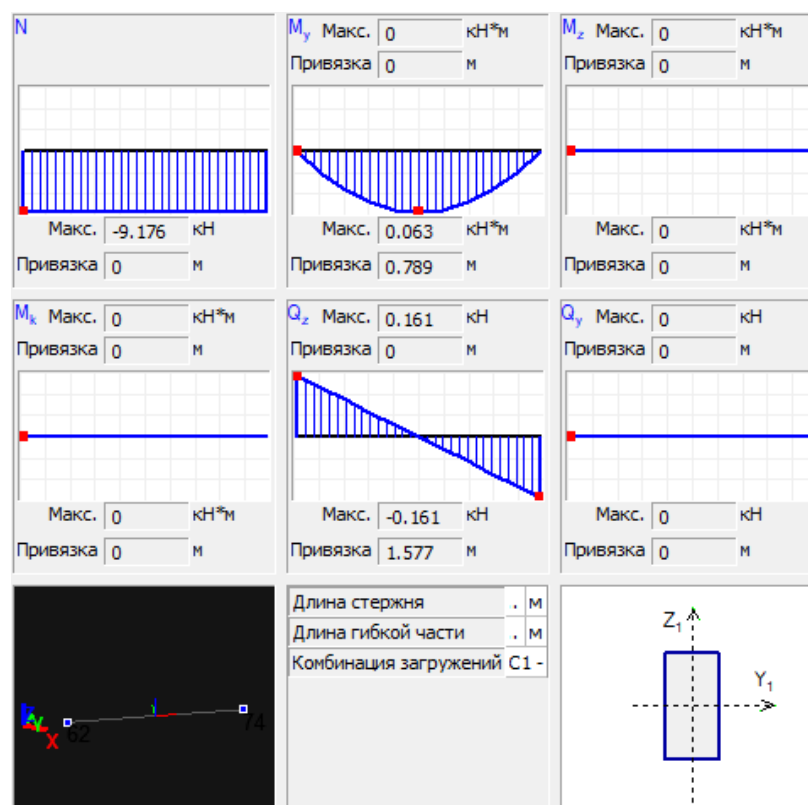 N
Макс. -9.176 кН
Привязка 0 м
My Макс. 0 кН*м
Привязка 0 м
Макс. 0.063 кН*м
Привязка 0.789 м
Mz Макс. 0 кН*м
Привязка 0 м
Макс. 0 кН*м
Привязка 0 м
Mk Макс. 0 кН*м
Привязка 0 м
Макс. 0 кН*м
Привязка 0 м
Qz Макс. 0.161 кН
Привязка 0 м
Макс. -0.161 кН
Привязка 1.577 м
Qy Макс. 0 кН
Привязка 0 м
Макс. 0 кН
Привязка 0 м
X Y
62 74
Длина стержня . м
Длина гибкой части . м
Комбинация загружений C1 -
Z1
Y1